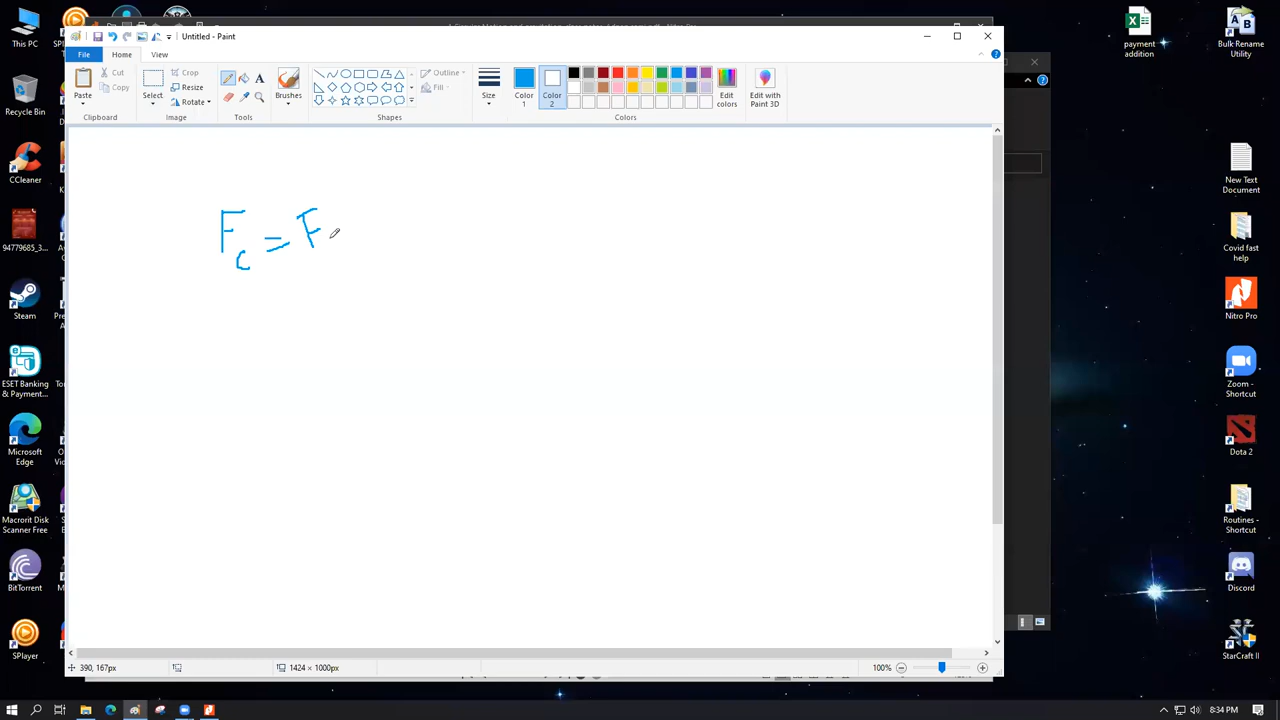 Untitled - Paint
File
Home
View
Paste
Cut
Copy
Clipboard
Select
Crop
Resize
Rotate
Image
A
Tools
Brushes
Outline
Fill
Shapes
Size
Color 1
Color 2
Edit colors
Edit with Paint 3D
Colors
F_c = F
390, 167px
1424 × 1000px
100%
This PC
Recycle Bin
CCleaner
94779685_3...
Steam
ESET Banking & Payment...
Microsoft Edge
Macrorit Disk Scanner Free
BitTorrent
SPlayer
payment addition
Bulk Rename Utility
New Text Document
Covid fast help
Nitro Pro
Zoom - Shortcut
Dota 2
Routines - Shortcut
Discord
StarCraft II
8:34 PM